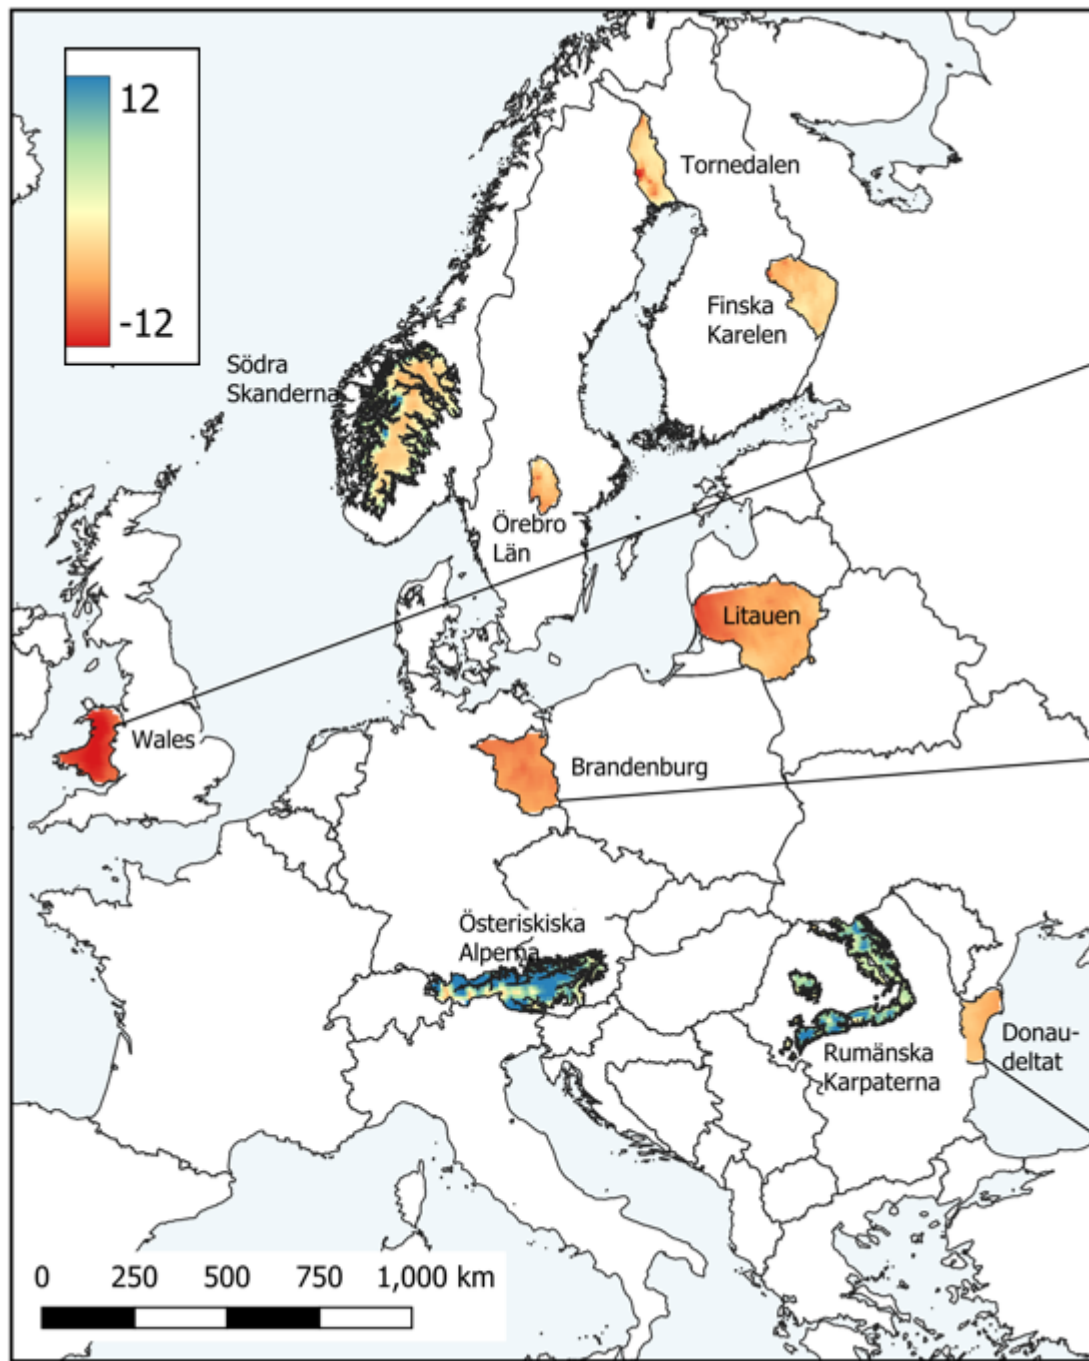 12
-12
Tornedalen
Finska
Karelen
Södra
Skanderna
Örebro
Län
Litauen
Wales
Brandenburg
Österiskiska
Alperna
Rumänska
Karpaterna
Donau-
deltat
0 250 500 750 1,000 km